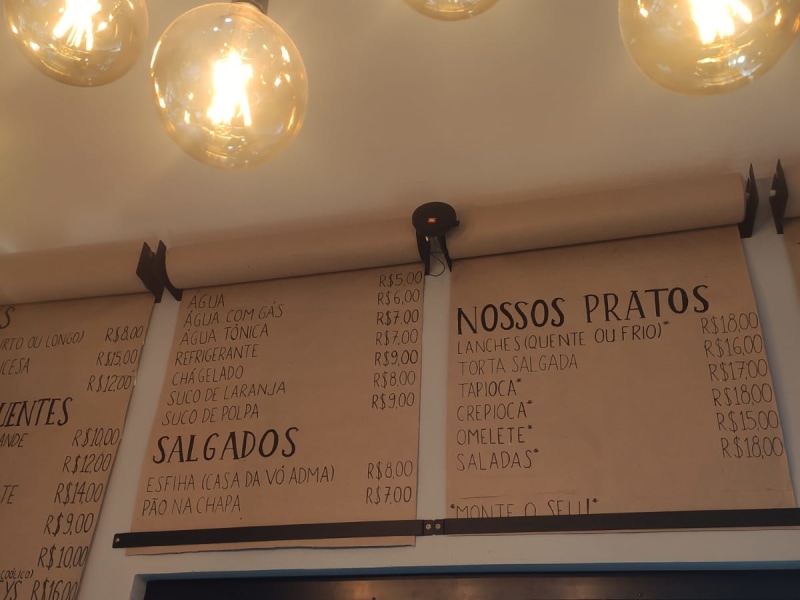 S
URTO OU LONGO) R$8,00
UCESA R$15,00
R$12,00
UENTES
ANDE R$10,00
R$12,00
TE R$14,00
R$9,00
R$10,00
R$16,00
ÁGUA R$5,00
ÁGUA COM GÁS R$6,00
ÁGUA TÔNICA R$7,00
REFRIGERANTE R$7,00
CHÁ GELADO R$9,00
SUCO DE LARANJA R$8,00
SUCO DE POLPA R$9,00
SALGADOS
ESFIHA (CASA DA VÓ ADMA) R$8,00
PÃO NA CHAPA R$7,00
NOSSOS PRATOS
LANCHES (QUENTE OU FRIO)* R$18,00
TORTA SALGADA R$16,00
TAPIOCA* R$17,00
CREPIOCA* R$18,00
OMELETE* R$15,00
SALADAS* R$18,00
*MONTE O SEU!*